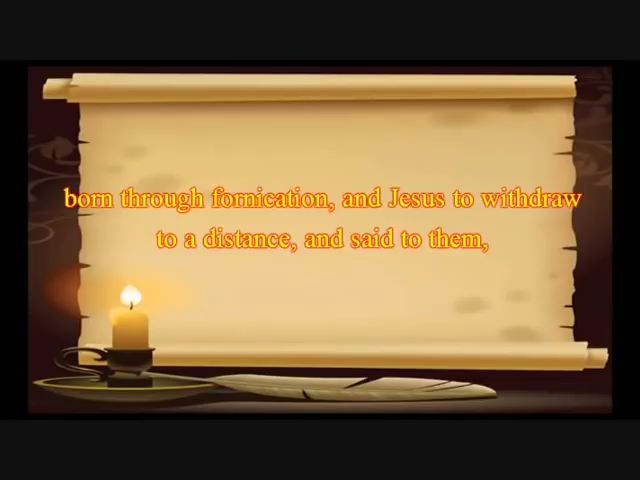 born through fornication, and Jesus to withdraw
to a distance, and said to them,